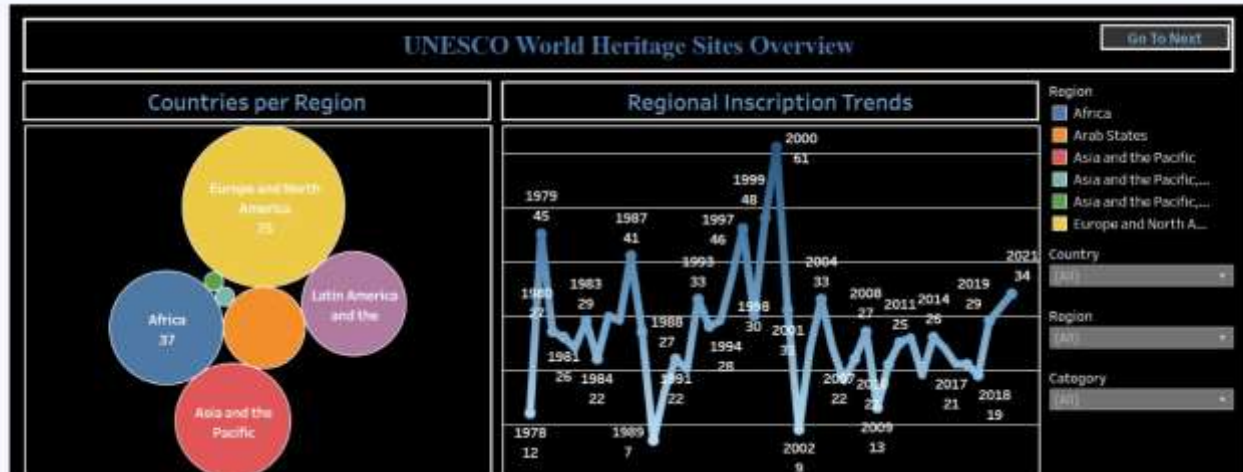 UNESCO World Heritage Sites Overview
Go To Next
Countries per Region
Europe and North
America
Africa
37
Latin America
and the
Asia and the
Pacific
Regional Inscription Trends
2000
61
1979
45
1999
48
1987
41
1997
46
1993
33
2004
33
2021
34
1983
29
2019
29
2008
27
2011
25
2014
26
1988
27
1998
30
2001
1981
26
1994
28
1984
22
1991
22
2007
22
2017
21
2018
19
2009
13
1978
12
1989
7
2002
9
Region
Africa
Arab States
Asia and the Pacific
Asia and the Pacific,...
Asia and the Pacific,...
Europe and North A...
Country
(All)
Region
(All)
Category
(All)